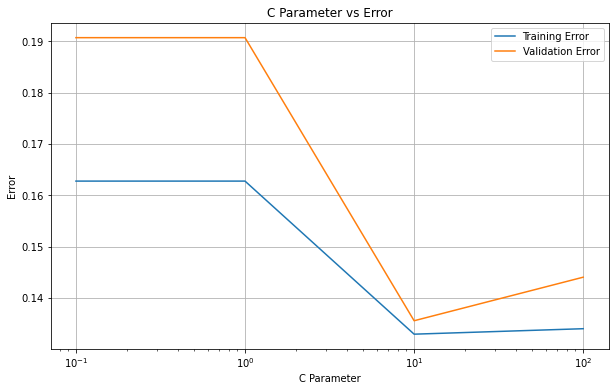 C Parameter vs Error
Training Error
Validation Error
0.19
0.18
0.17
0.16
0.15
0.14
Error
10⁻¹
10⁰
10¹
10²
C Parameter